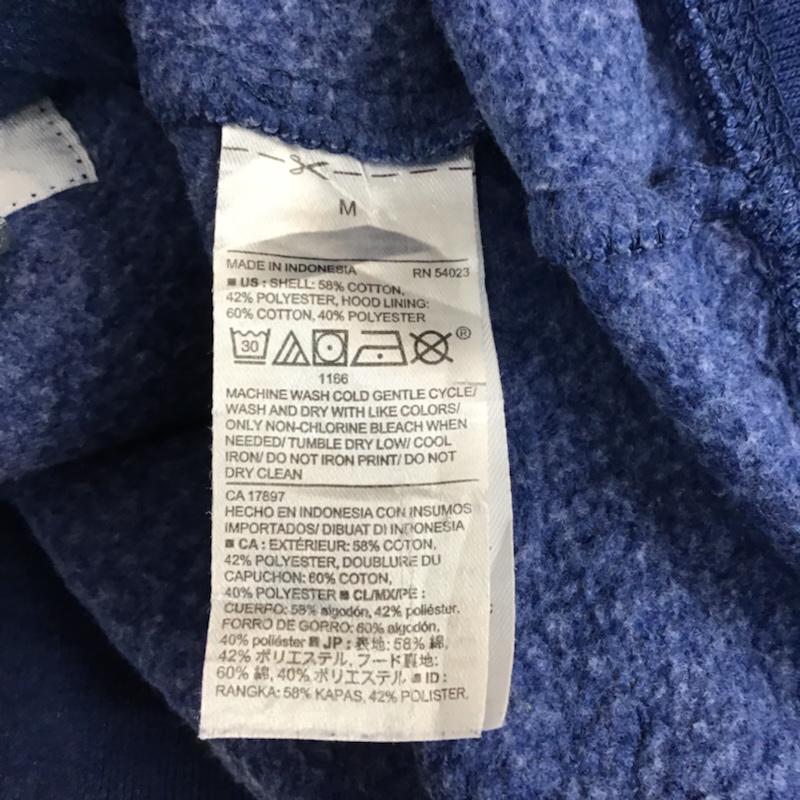 M
MADE IN INDONESIA RN 54023
■ US : SHELL: 58% COTTON,
42% POLYESTER, HOOD LINING:
60% COTTON, 40% POLYESTER
30 ®
1166
MACHINE WASH COLD GENTLE CYCLE/
WASH AND DRY WITH LIKE COLORS/
ONLY NON-CHLORINE BLEACH WHEN
NEEDED/ TUMBLE DRY LOW/ COOL
IRON/ DO NOT IRON PRINT/ DO NOT
DRY CLEAN
CA 17897
HECHO EN INDONESIA CON INSUMOS
IMPORTADOS/ DIBUAT DI INDONESIA
■ CA : EXTÉRIEUR: 58% COTON,
42% POLYESTER, DOUBLURE DU
CAPUCHON: 60% COTON,
40% POLYESTER ■ CL/MX/PE :
CUERPO: 58% algodón, 42% poliéster.
FORRO DE GORRO: 60% algodón,
40% poliéster ■ JP : 表地: 58% 綿,
42% ポリエステル, フード裏地:
60% 綿, 40% ポリエステル ■ ID :
RANGKA: 58% KAPAS, 42% POLISTER,